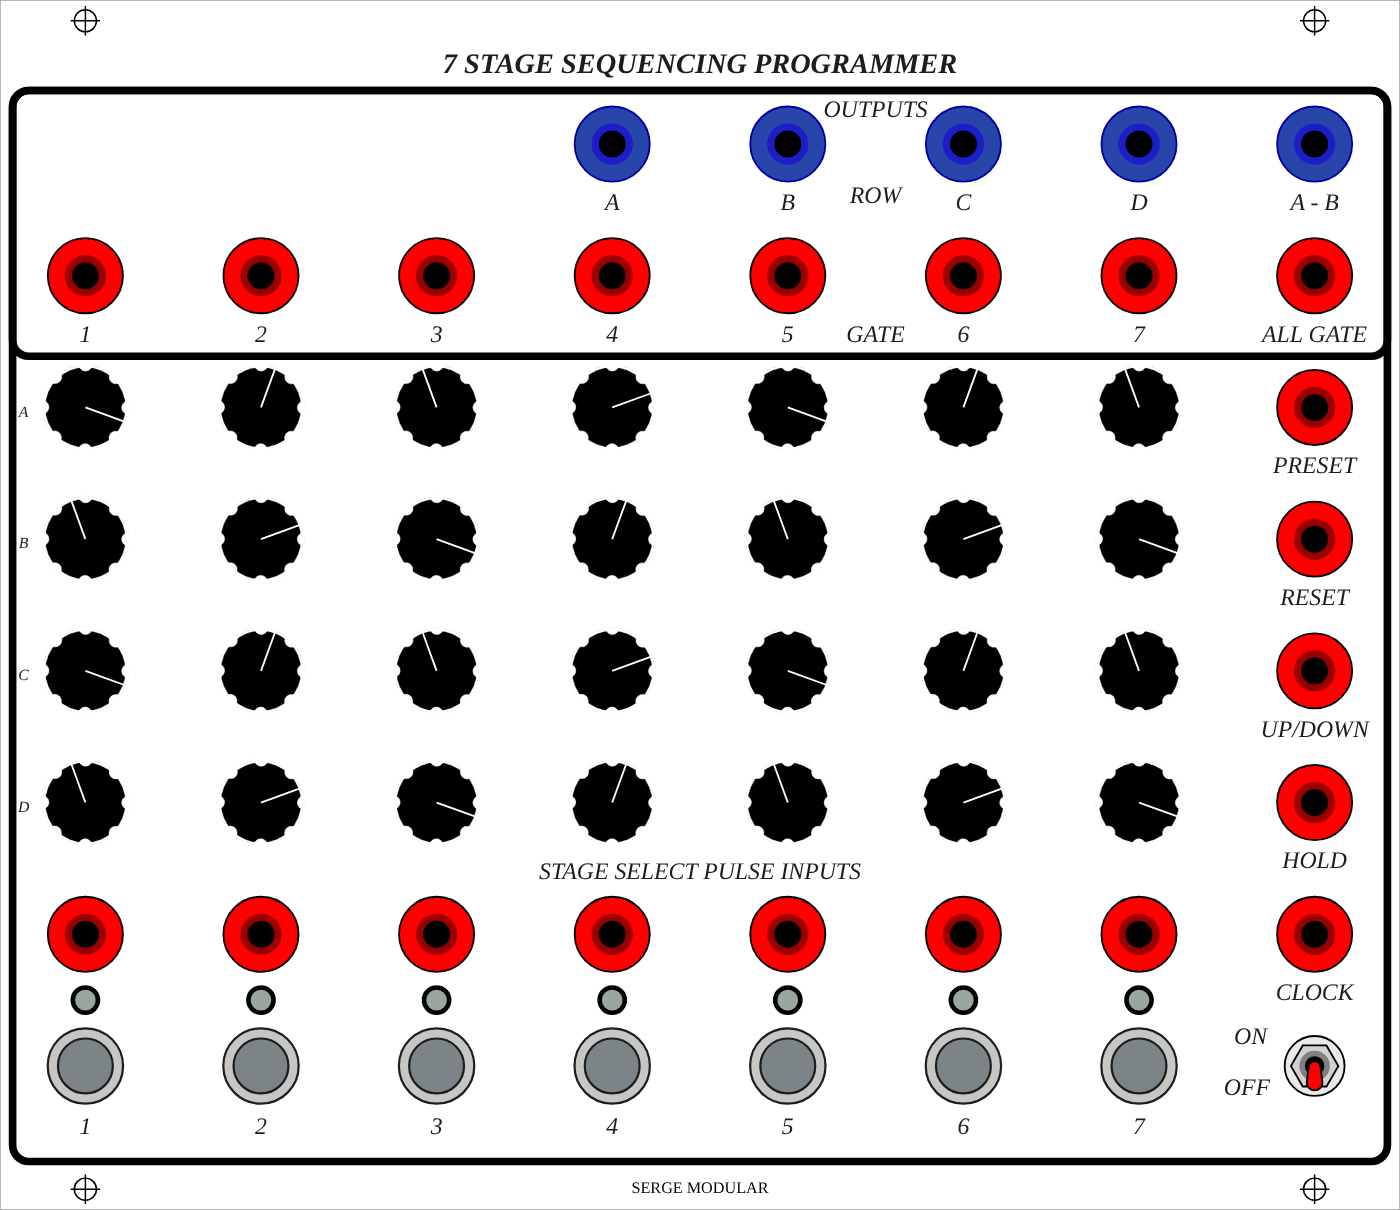 7 STAGE SEQUENCING PROGRAMMER
OUTPUTS
A B ROW C D A - B
1 2 3 4 5 GATE 6 7 ALL GATE
A
PRESET
B
RESET
C
UP/DOWN
D
HOLD
STAGE SELECT PULSE INPUTS
CLOCK
ON
OFF
1 2 3 4 5 6 7
SERGE MODULAR